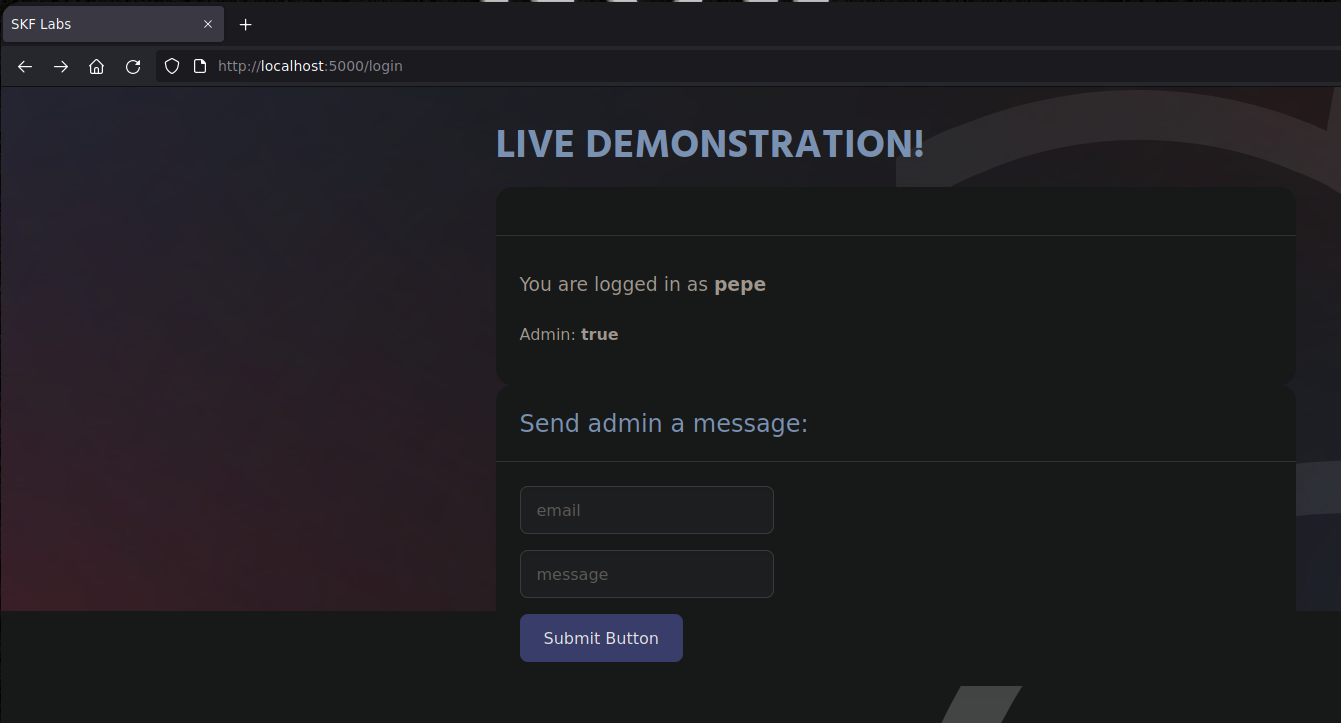 SKF Labs
http://localhost:5000/login
LIVE DEMONSTRATION!
You are logged in as pepe
Admin: true
Send admin a message:
email
message
Submit Button